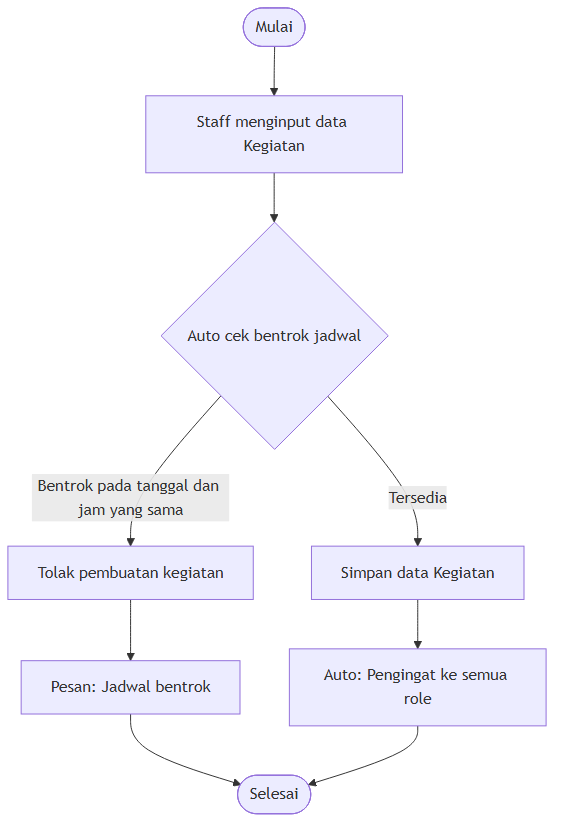 Mulai
Staff menginput data
Kegiatan
Auto cek bentrok jadwal
Bentrok pada tanggal dan
jam yang sama
Tersedia
Tolak pembuatan kegiatan
Simpan data Kegiatan
Pesan: Jadwal bentrok
Auto: Pengingat ke semua
role
Selesai